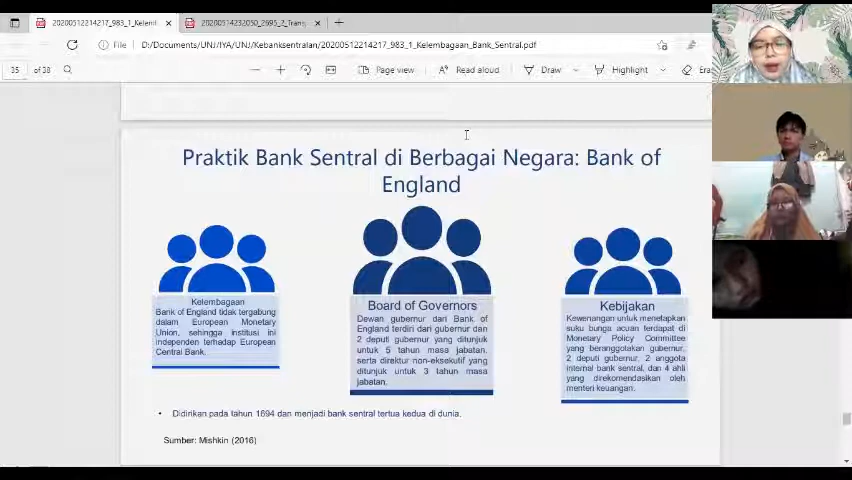 20200512214217_983_1_Kelemb
20200514232050_2695_2_Trans
File
D:/Documents/UNJ/IYA/UNJ/Kebanksentralan/20200512214217_983_1_Kelembagaan_Bank_Sentral.pdf
35 of 38
Page view
Read aloud
Draw
Highlight
Eras
Praktik Bank Sentral di Berbagai Negara: Bank of
England
Kelembagaan
Bank of England tidak tergabung
dalam European Monetary
Union, sehingga institusi ini
independen terhadap European
Central Bank.
Board of Governors
Dewan gubernur dari Bank of
England terdiri dari gubernur dan
2 deputi gubernur yang ditunjuk
untuk 5 tahun masa jabatan,
serta direktur non-eksekutif yang
ditunjuk untuk 3 tahun masa
jabatan.
Kebijakan
Kewenangan untuk menetapkan
suku bunga acuan terdapat di
Monetary Policy Committee
yang beranggotakan gubernur,
2 deputi gubernur, 2 anggota
internal bank sentral, dan 4 ahli
yang direkomendasikan oleh
menteri keuangan.
• Didirikan pada tahun 1694 dan menjadi bank sentral tertua kedua di dunia.
Sumber: Mishkin (2016)